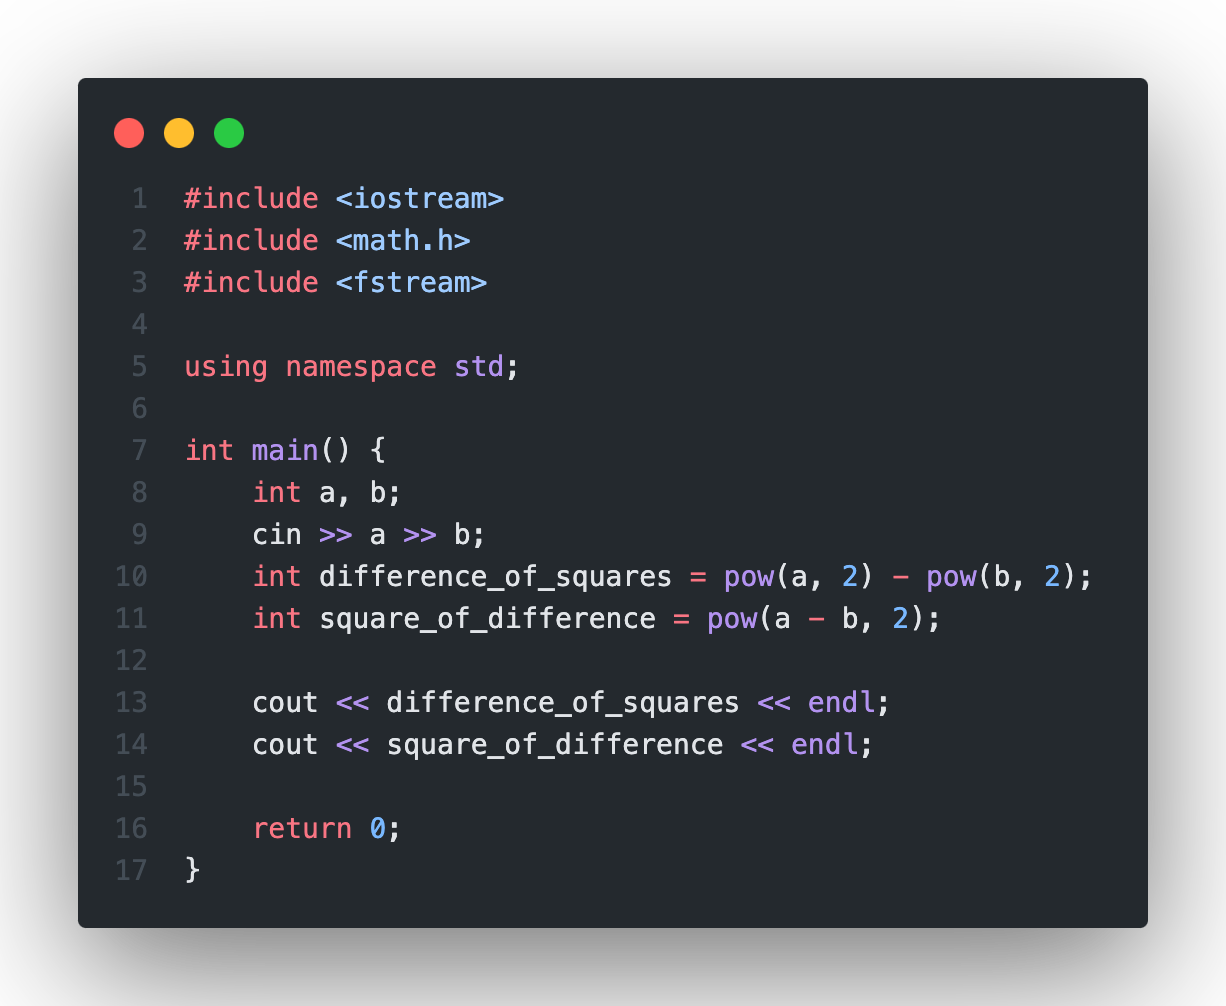 1 #include <iostream>
2 #include <math.h>
3 #include <fstream>
4
5 using namespace std;
6
7 int main() {
8     int a, b;
9     cin >> a >> b;
10     int difference_of_squares = pow(a, 2) - pow(b, 2);
11     int square_of_difference = pow(a - b, 2);
12
13     cout << difference_of_squares << endl;
14     cout << square_of_difference << endl;
15
16     return 0;
17 }